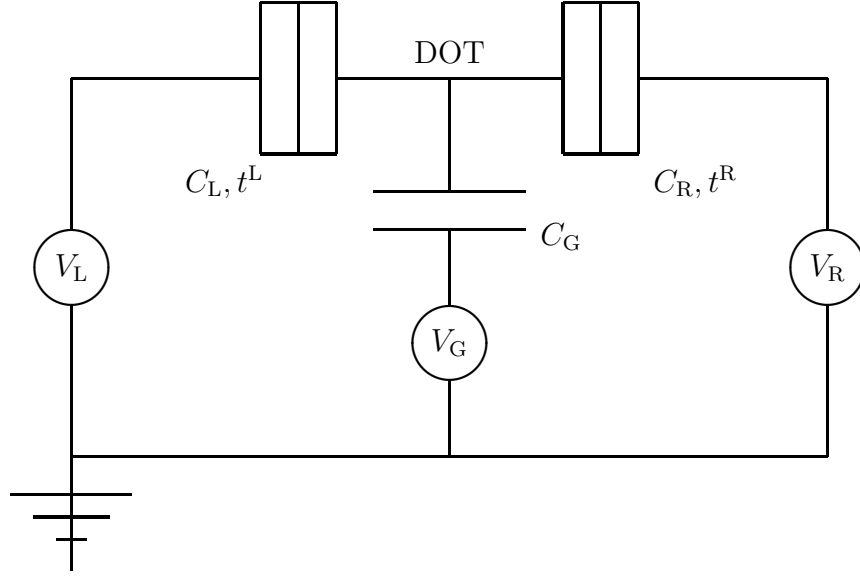 DOT
C_L, t^L
C_R, t^R
C_G
V_L
V_R
V_G